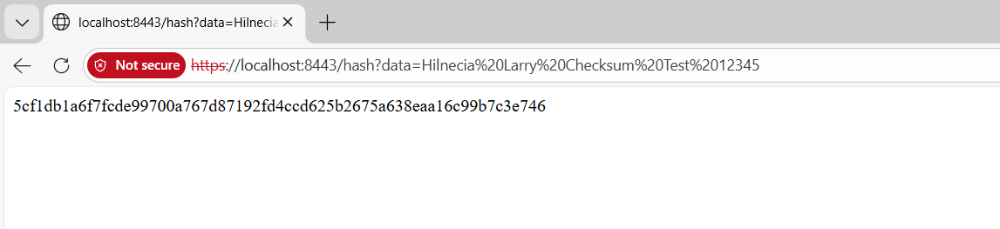 localhost:8443/hash?data=Hilnecia
Not secure https://localhost:8443/hash?data=Hilnecia%20Larry%20Checksum%20Test%2012345
5cf1db1a6f7fcde99700a767d87192fd4ccd625b2675a638eaa16c99b7c3e746